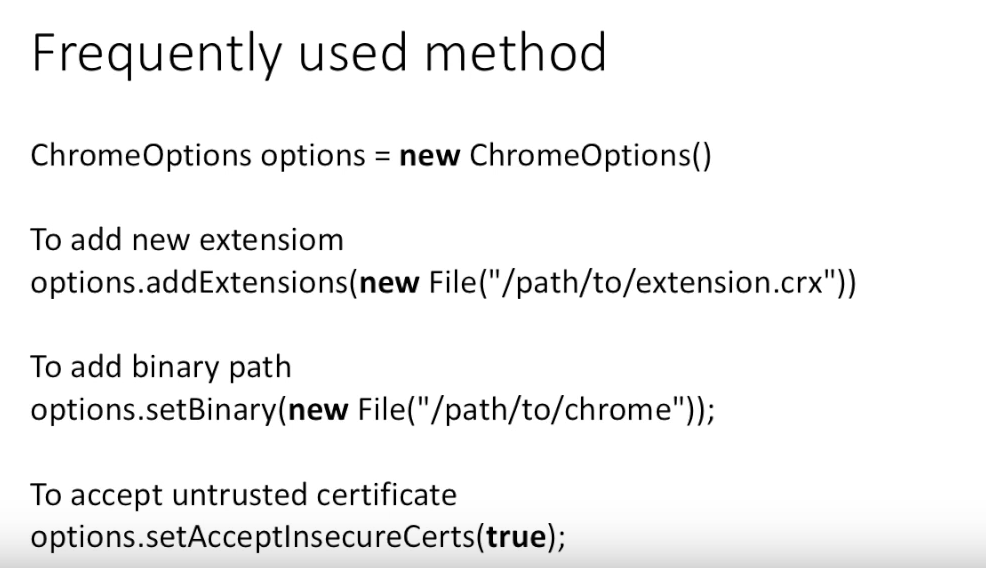 Frequently used method
ChromeOptions options = new ChromeOptions()
To add new extensiom
options.addExtensions(new File("/path/to/extension.crx"))
To add binary path
options.setBinary(new File("/path/to/chrome"));
To accept untrusted certificate
options.setAcceptInsecureCerts(true);